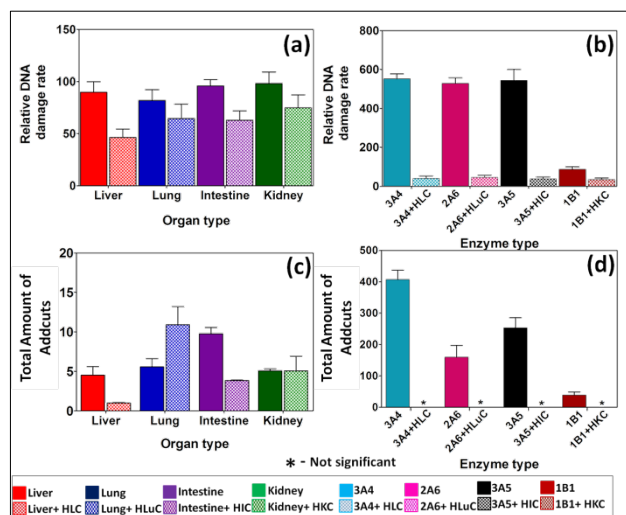 (a)
Relative DNA
damage rate
150
100
50
0
Liver Lung Intestine Kidney
Organ type
(b)
Relative DNA
damage rate
800
600
400
200
0
3A4 3A4+HLC 2A6 2A6+HLuC 3A5 3A5+HIC 1B1 1B1+HKC
Enzyme type
(c)
Total Amount of
Addcuts
20
15
10
5
0
Liver Lung Intestine Kidney
Organ type
(d)
Total Amount of
Addcuts
500
400
300
200
100
0
* * * *
3A4 3A4+HLC 2A6 2A6+HLuC 3A5 3A5+HIC 1B1 1B1+HKC
Enzyme type
* - Not significant
Liver Lung Intestine Kidney 3A4 2A6 3A5 1B1
Liver+ HLC Lung+ HLuC Intestine+ HIC Kidney+ HKC 3A4+ HLC 2A6+ HLuC 3A5+ HIC 1B1+ HKC